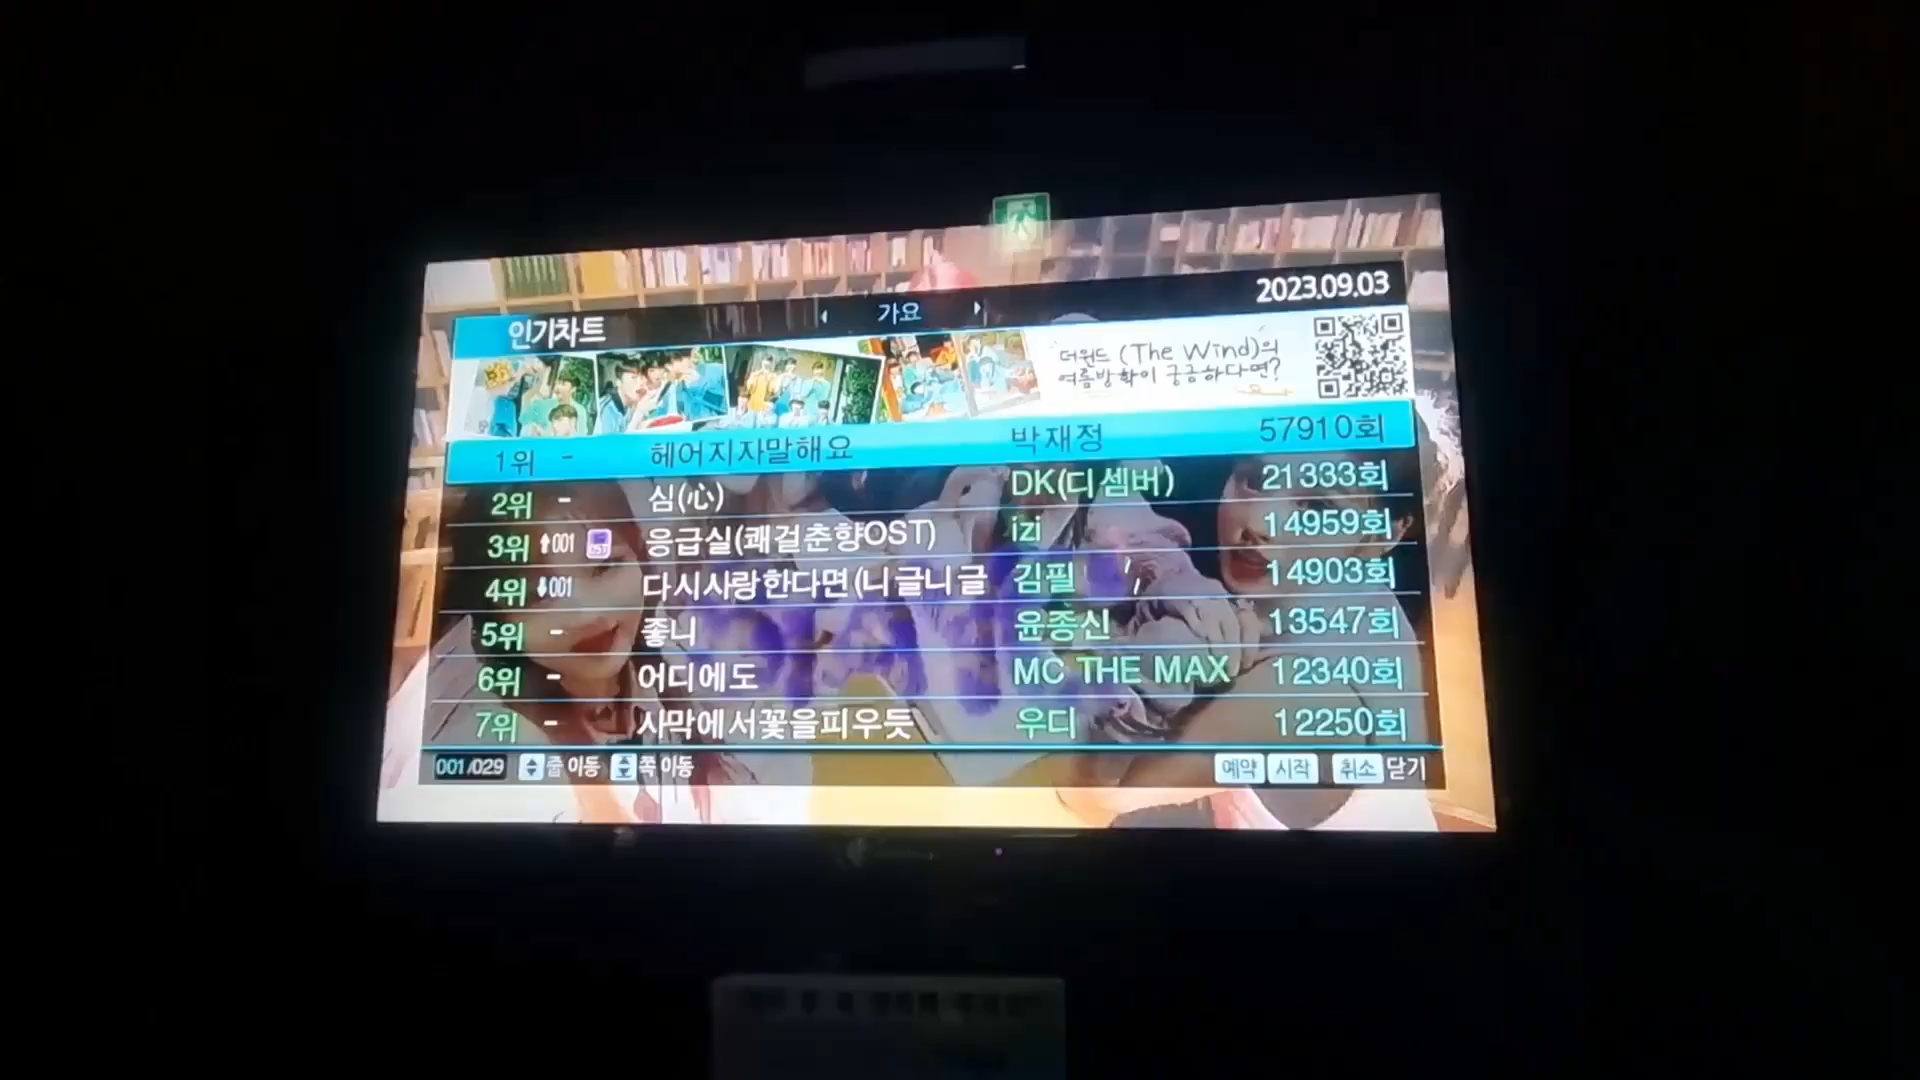 2023.09.03
인기차트 가요
더윈드 (The Wind)의
여름방학이 궁금하다면?
1위 - 헤어지자말해요 박재정 57910회
2위 - 심(心) DK(디셈버) 21333회
3위 ⬆001 OST 응급실(쾌걸춘향OST) izi 14959회
4위 ⬇001 다시사랑한다면(니글니글 김필 14903회
5위 - 좋니 윤종신 13547회
6위 - 어디에도 MC THE MAX 12340회
7위 - 사막에서꽃을피우듯 우디 12250회
001/029 줄 이동 쪽 이동 예약 시작 취소 닫기